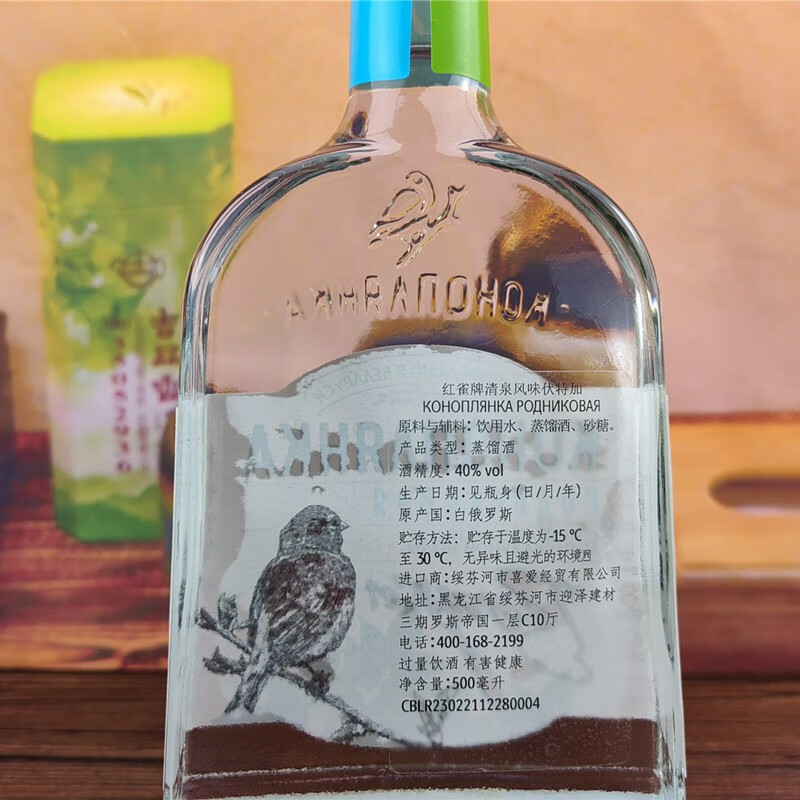 КОНОПЛЯНКА
红雀牌清泉风味伏特加
КОНОПЛЯНКА РОДНИКОВАЯ
原料与辅料：饮用水、蒸馏酒、砂糖。
产品类型：蒸馏酒
酒精度：40% vol
生产日期：见瓶身（日/月/年）
原产国：白俄罗斯
贮存方法：贮存于温度为-15 ℃
至 30 ℃，无异味且避光的环境
进口商：绥芬河市喜爱经贸有限公司
地址：黑龙江省绥芬河市迎泽建材
三期罗斯帝国一层C10厅
电话：400-168-2199
过量饮酒 有害健康
净含量：500毫升
CBLR23022112280004